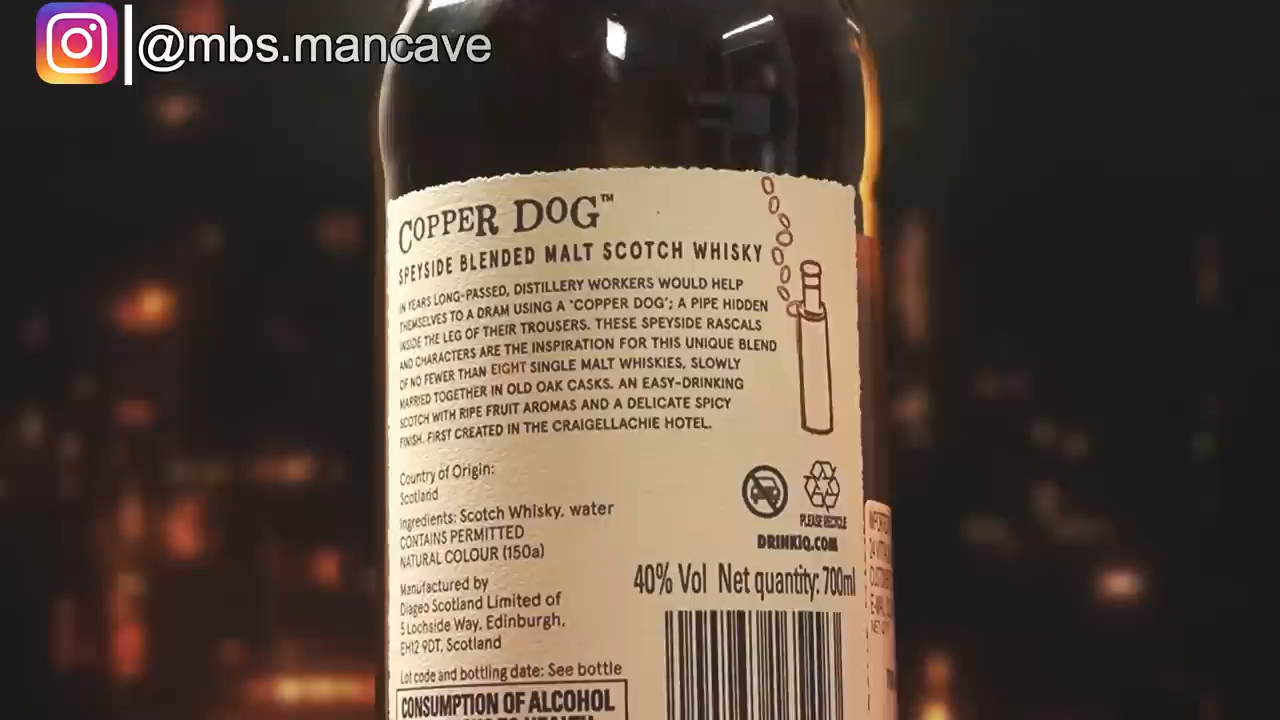 @mbs.mancave
COPPER DOG™
SPEYSIDE BLENDED MALT SCOTCH WHISKY
IN YEARS LONG-PASSED, DISTILLERY WORKERS WOULD HELP
THEMSELVES TO A DRAM USING A ‘COPPER DOG’; A PIPE HIDDEN
INSIDE THE LEG OF THEIR TROUSERS. THESE SPEYSIDE RASCALS
AND CHARACTERS ARE THE INSPIRATION FOR THIS UNIQUE BLEND
OF NO FEWER THAN EIGHT SINGLE MALT WHISKIES, SLOWLY
MARRIED TOGETHER IN OLD OAK CASKS. AN EASY-DRINKING
SCOTCH WITH RIPE FRUIT AROMAS AND A DELICATE SPICY
FINISH. FIRST CREATED IN THE CRAIGELLACHIE HOTEL.
Country of Origin:
Scotland
Ingredients: Scotch Whisky, water
CONTAINS PERMITTED
NATURAL COLOUR (150a)
Manufactured by
Diageo Scotland Limited of
5 Lochside Way, Edinburgh,
EH12 9DT, Scotland
Lot code and bottling date: See bottle
CONSUMPTION OF ALCOHOL
PLEASE RECYCLE
DRINKIQ.COM
40% Vol Net quantity: 700ml